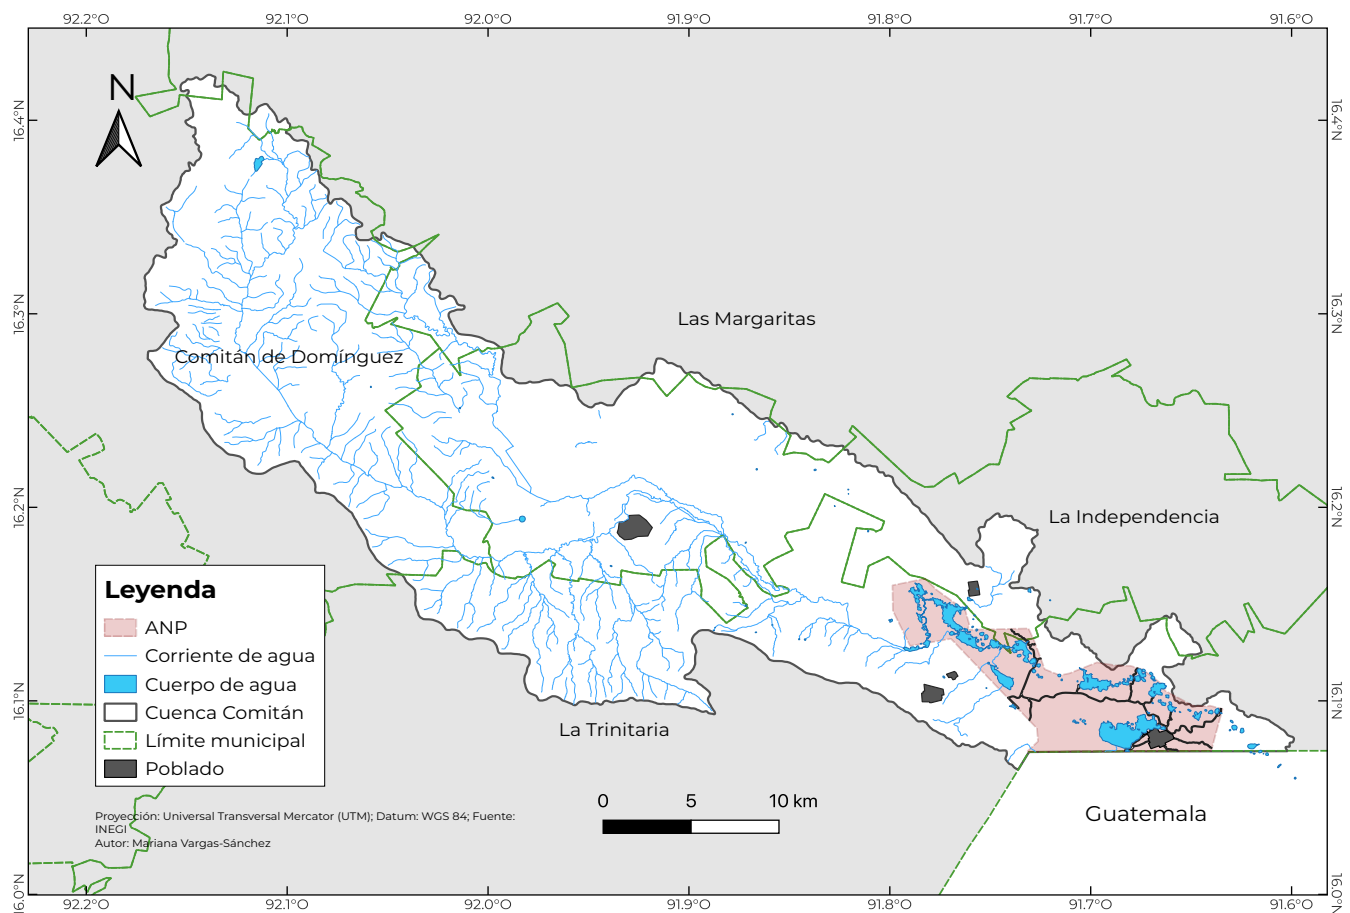 92.2°O 92.1°O 92.0°O 91.9°O 91.8°O 91.7°O 91.6°O
N
16.4°N 16.4°N
16.3°N 16.3°N
Las Margaritas
Comitán de Domínguez
16.2°N 16.2°N
La Independencia
Leyenda
ANP
Corriente de agua
Cuerpo de agua
Cuenca Comitán
Límite municipal
Poblado
16.1°N 16.1°N
La Trinitaria
0 5 10 km
Guatemala
Proyección: Universal Transversal Mercator (UTM); Datum: WGS 84; Fuente:
INEGI
Autor: Mariana Vargas-Sánchez
16.0°N 16.0°N
92.2°O 92.1°O 92.0°O 91.9°O 91.8°O 91.7°O 91.6°O